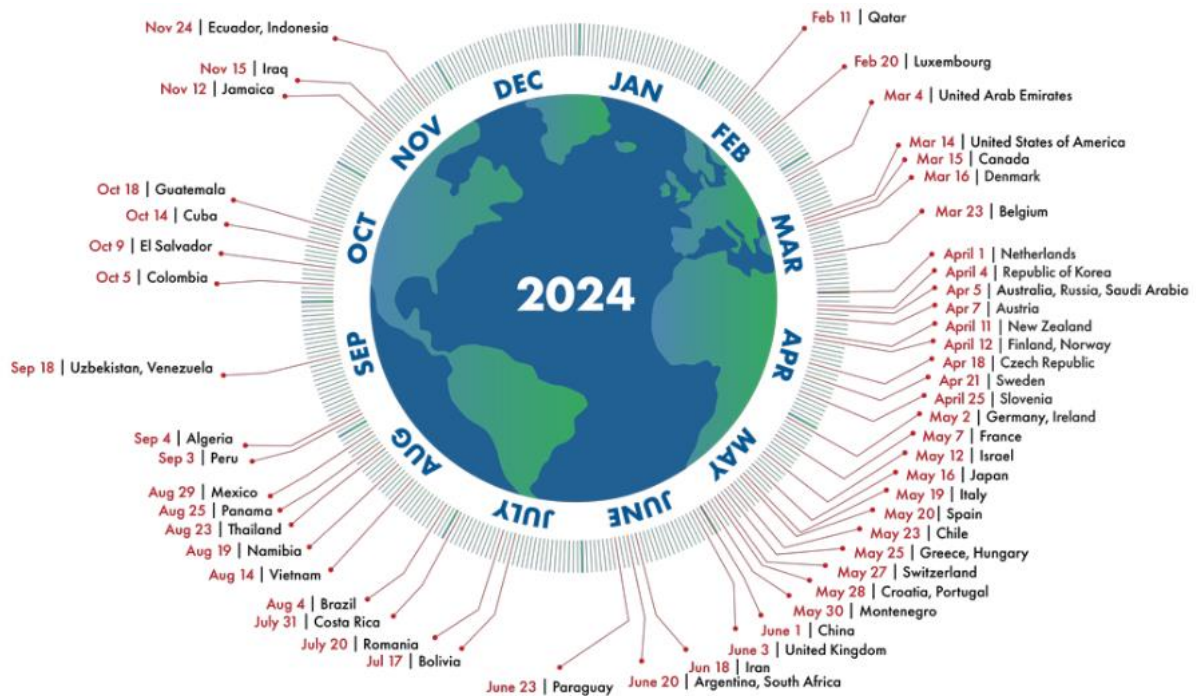 DEC
JAN
FEB
MAR
APR
MAY
JUNE
JULY
AUG
SEP
OCT
NOV
2024
Feb 11 | Qatar
Feb 20 | Luxembourg
Mar 4 | United Arab Emirates
Mar 14 | United States of America
Mar 15 | Canada
Mar 16 | Denmark
Mar 23 | Belgium
April 1 | Netherlands
April 4 | Republic of Korea
Apr 5 | Australia, Russia, Saudi Arabia
Apr 7 | Austria
April 11 | New Zealand
April 12 | Finland, Norway
Apr 18 | Czech Republic
Apr 21 | Sweden
April 25 | Slovenia
May 2 | Germany, Ireland
May 7 | France
May 12 | Israel
May 16 | Japan
May 19 | Italy
May 20| Spain
May 23 | Chile
May 25 | Greece, Hungary
May 27 | Switzerland
May 28 | Croatia, Portugal
May 30 | Montenegro
June 1 | China
June 3 | United Kingdom
Jun 18 | Iran
June 20 | Argentina, South Africa
June 23 | Paraguay
Jul 17 | Bolivia
July 20 | Romania
July 31 | Costa Rica
Aug 4 | Brazil
Aug 14 | Vietnam
Aug 19 | Namibia
Aug 23 | Thailand
Aug 25 | Panama
Aug 29 | Mexico
Sep 3 | Peru
Sep 4 | Algeria
Sep 18 | Uzbekistan, Venezuela
Oct 5 | Colombia
Oct 9 | El Salvador
Oct 14 | Cuba
Oct 18 | Guatemala
Nov 12 | Jamaica
Nov 15 | Iraq
Nov 24 | Ecuador, Indonesia